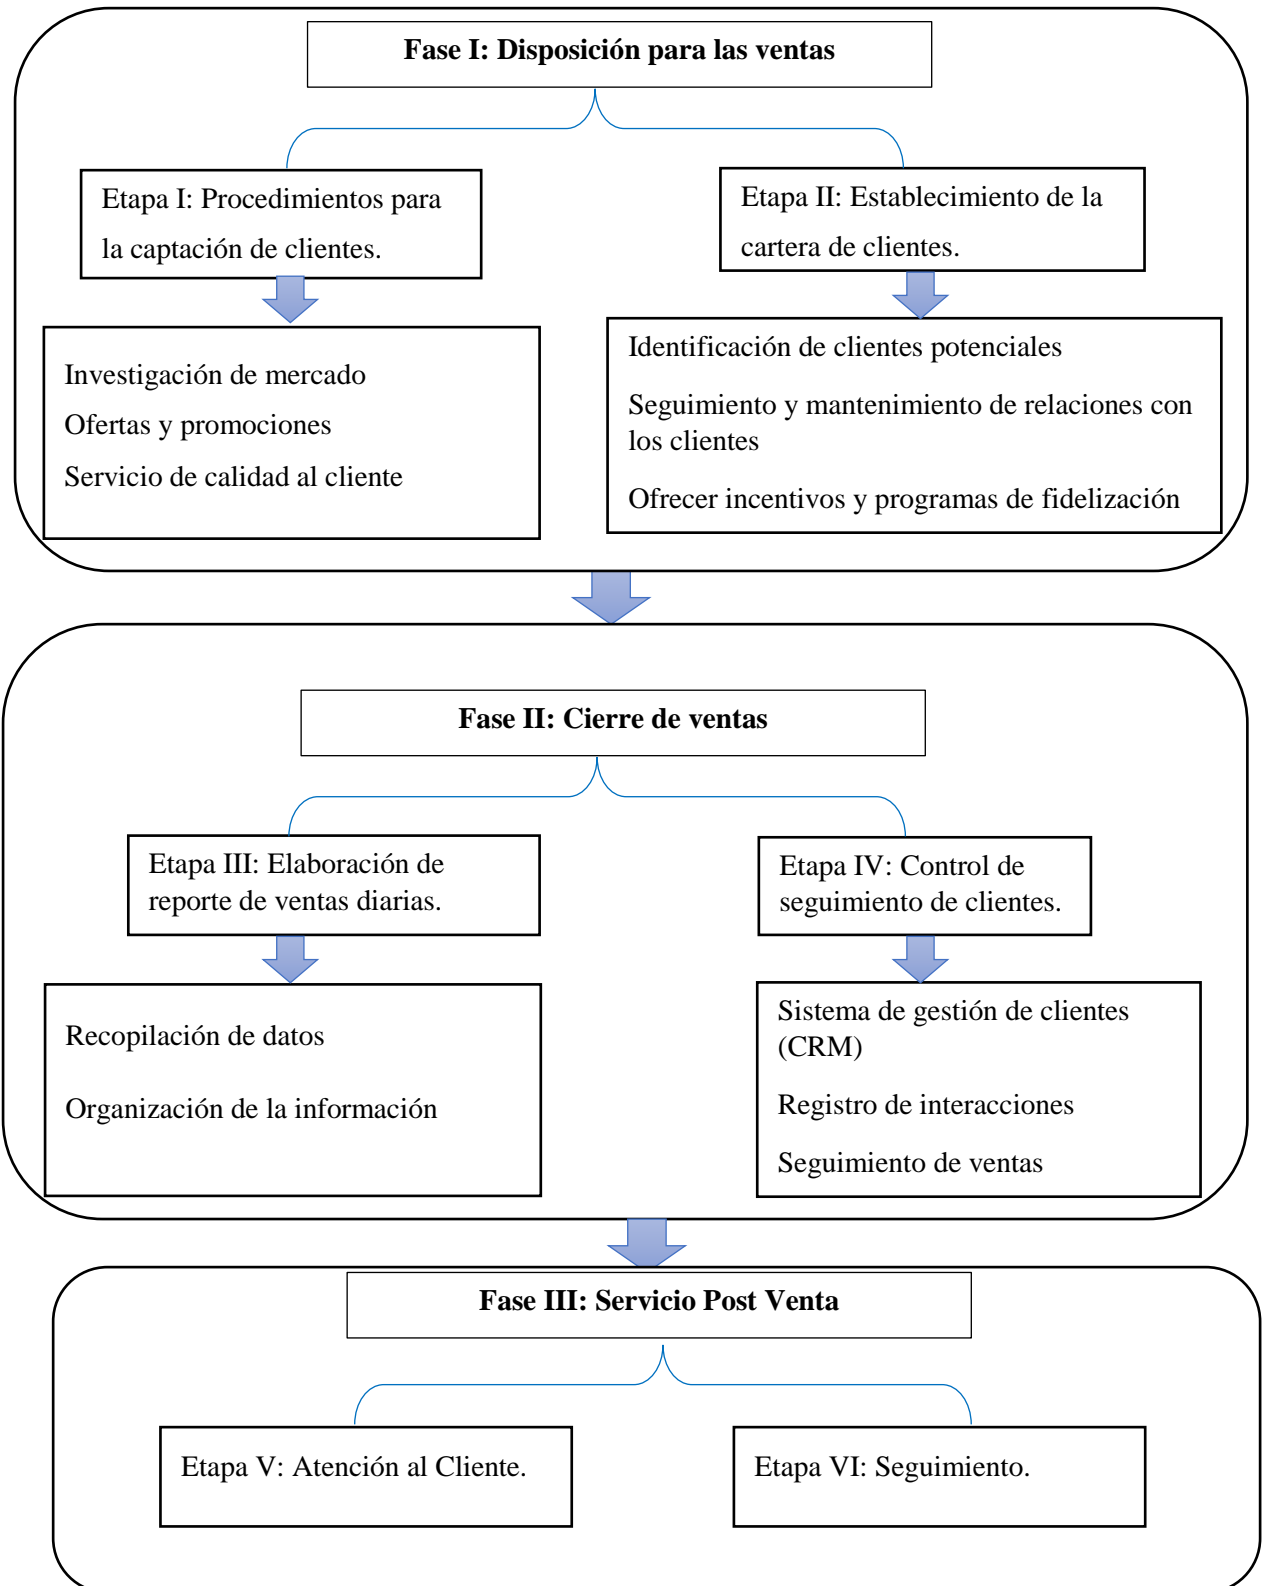 Fase I: Disposición para las ventas
Etapa I: Procedimientos para
la captación de clientes.
Etapa II: Establecimiento de la
cartera de clientes.
Investigación de mercado
Ofertas y promociones
Servicio de calidad al cliente
Identificación de clientes potenciales
Seguimiento y mantenimiento de relaciones con
los clientes
Ofrecer incentivos y programas de fidelización
Fase II: Cierre de ventas
Etapa III: Elaboración de
reporte de ventas diarias.
Etapa IV: Control de
seguimiento de clientes.
Recopilación de datos
Organización de la información
Sistema de gestión de clientes
(CRM)
Registro de interacciones
Seguimiento de ventas
Fase III: Servicio Post Venta
Etapa V: Atención al Cliente.
Etapa VI: Seguimiento.